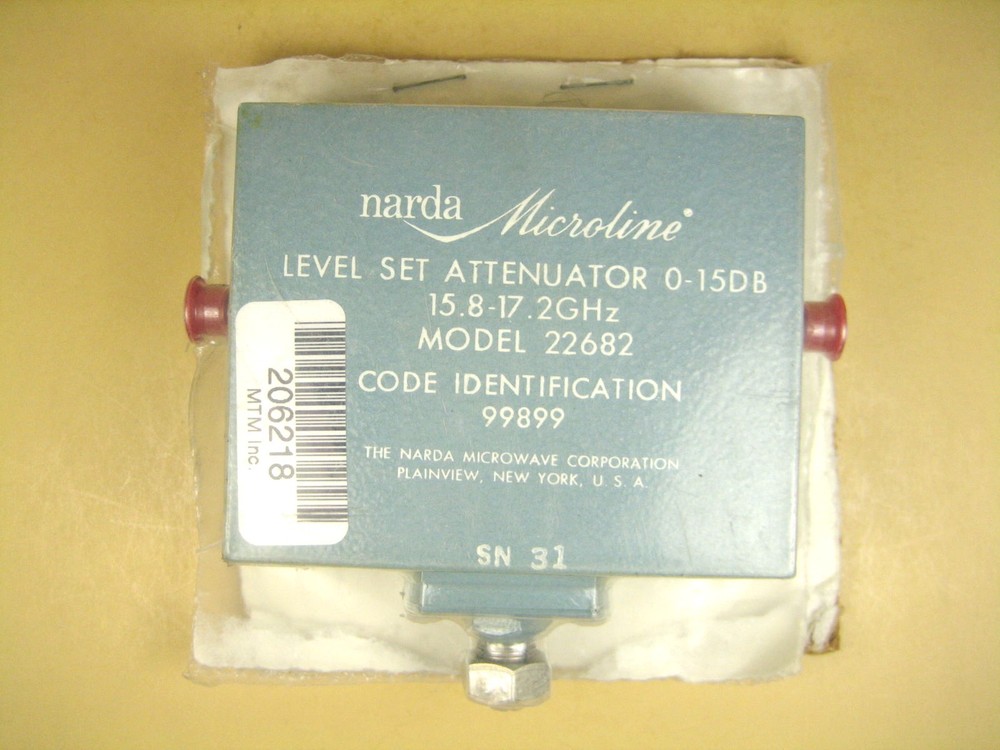 narda Microline®
LEVEL SET ATTENUATOR 0-15DB
15.8-17.2GHz
MODEL 22682
CODE IDENTIFICATION
99899
THE NARDA MICROWAVE CORPORATION
PLAINVIEW, NEW YORK, U. S. A.
SN 31
206218
MTM Inc.